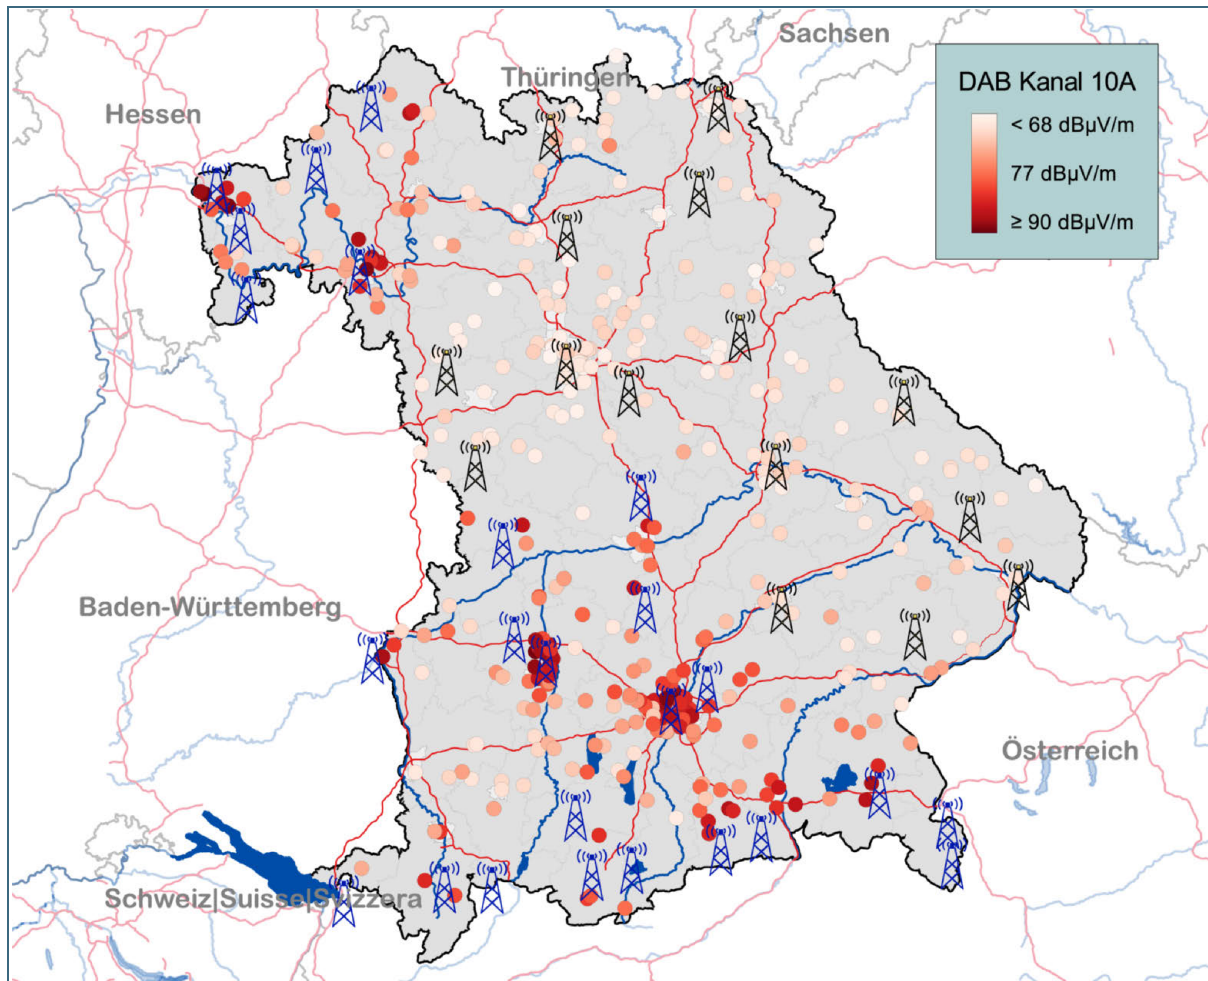 Sachsen
Thüringen
Hessen
DAB Kanal 10A
< 68 dBµV/m
77 dBµV/m
≥ 90 dBµV/m
Baden-Württemberg
Österreich
Schweiz|Suisse|Svizzera